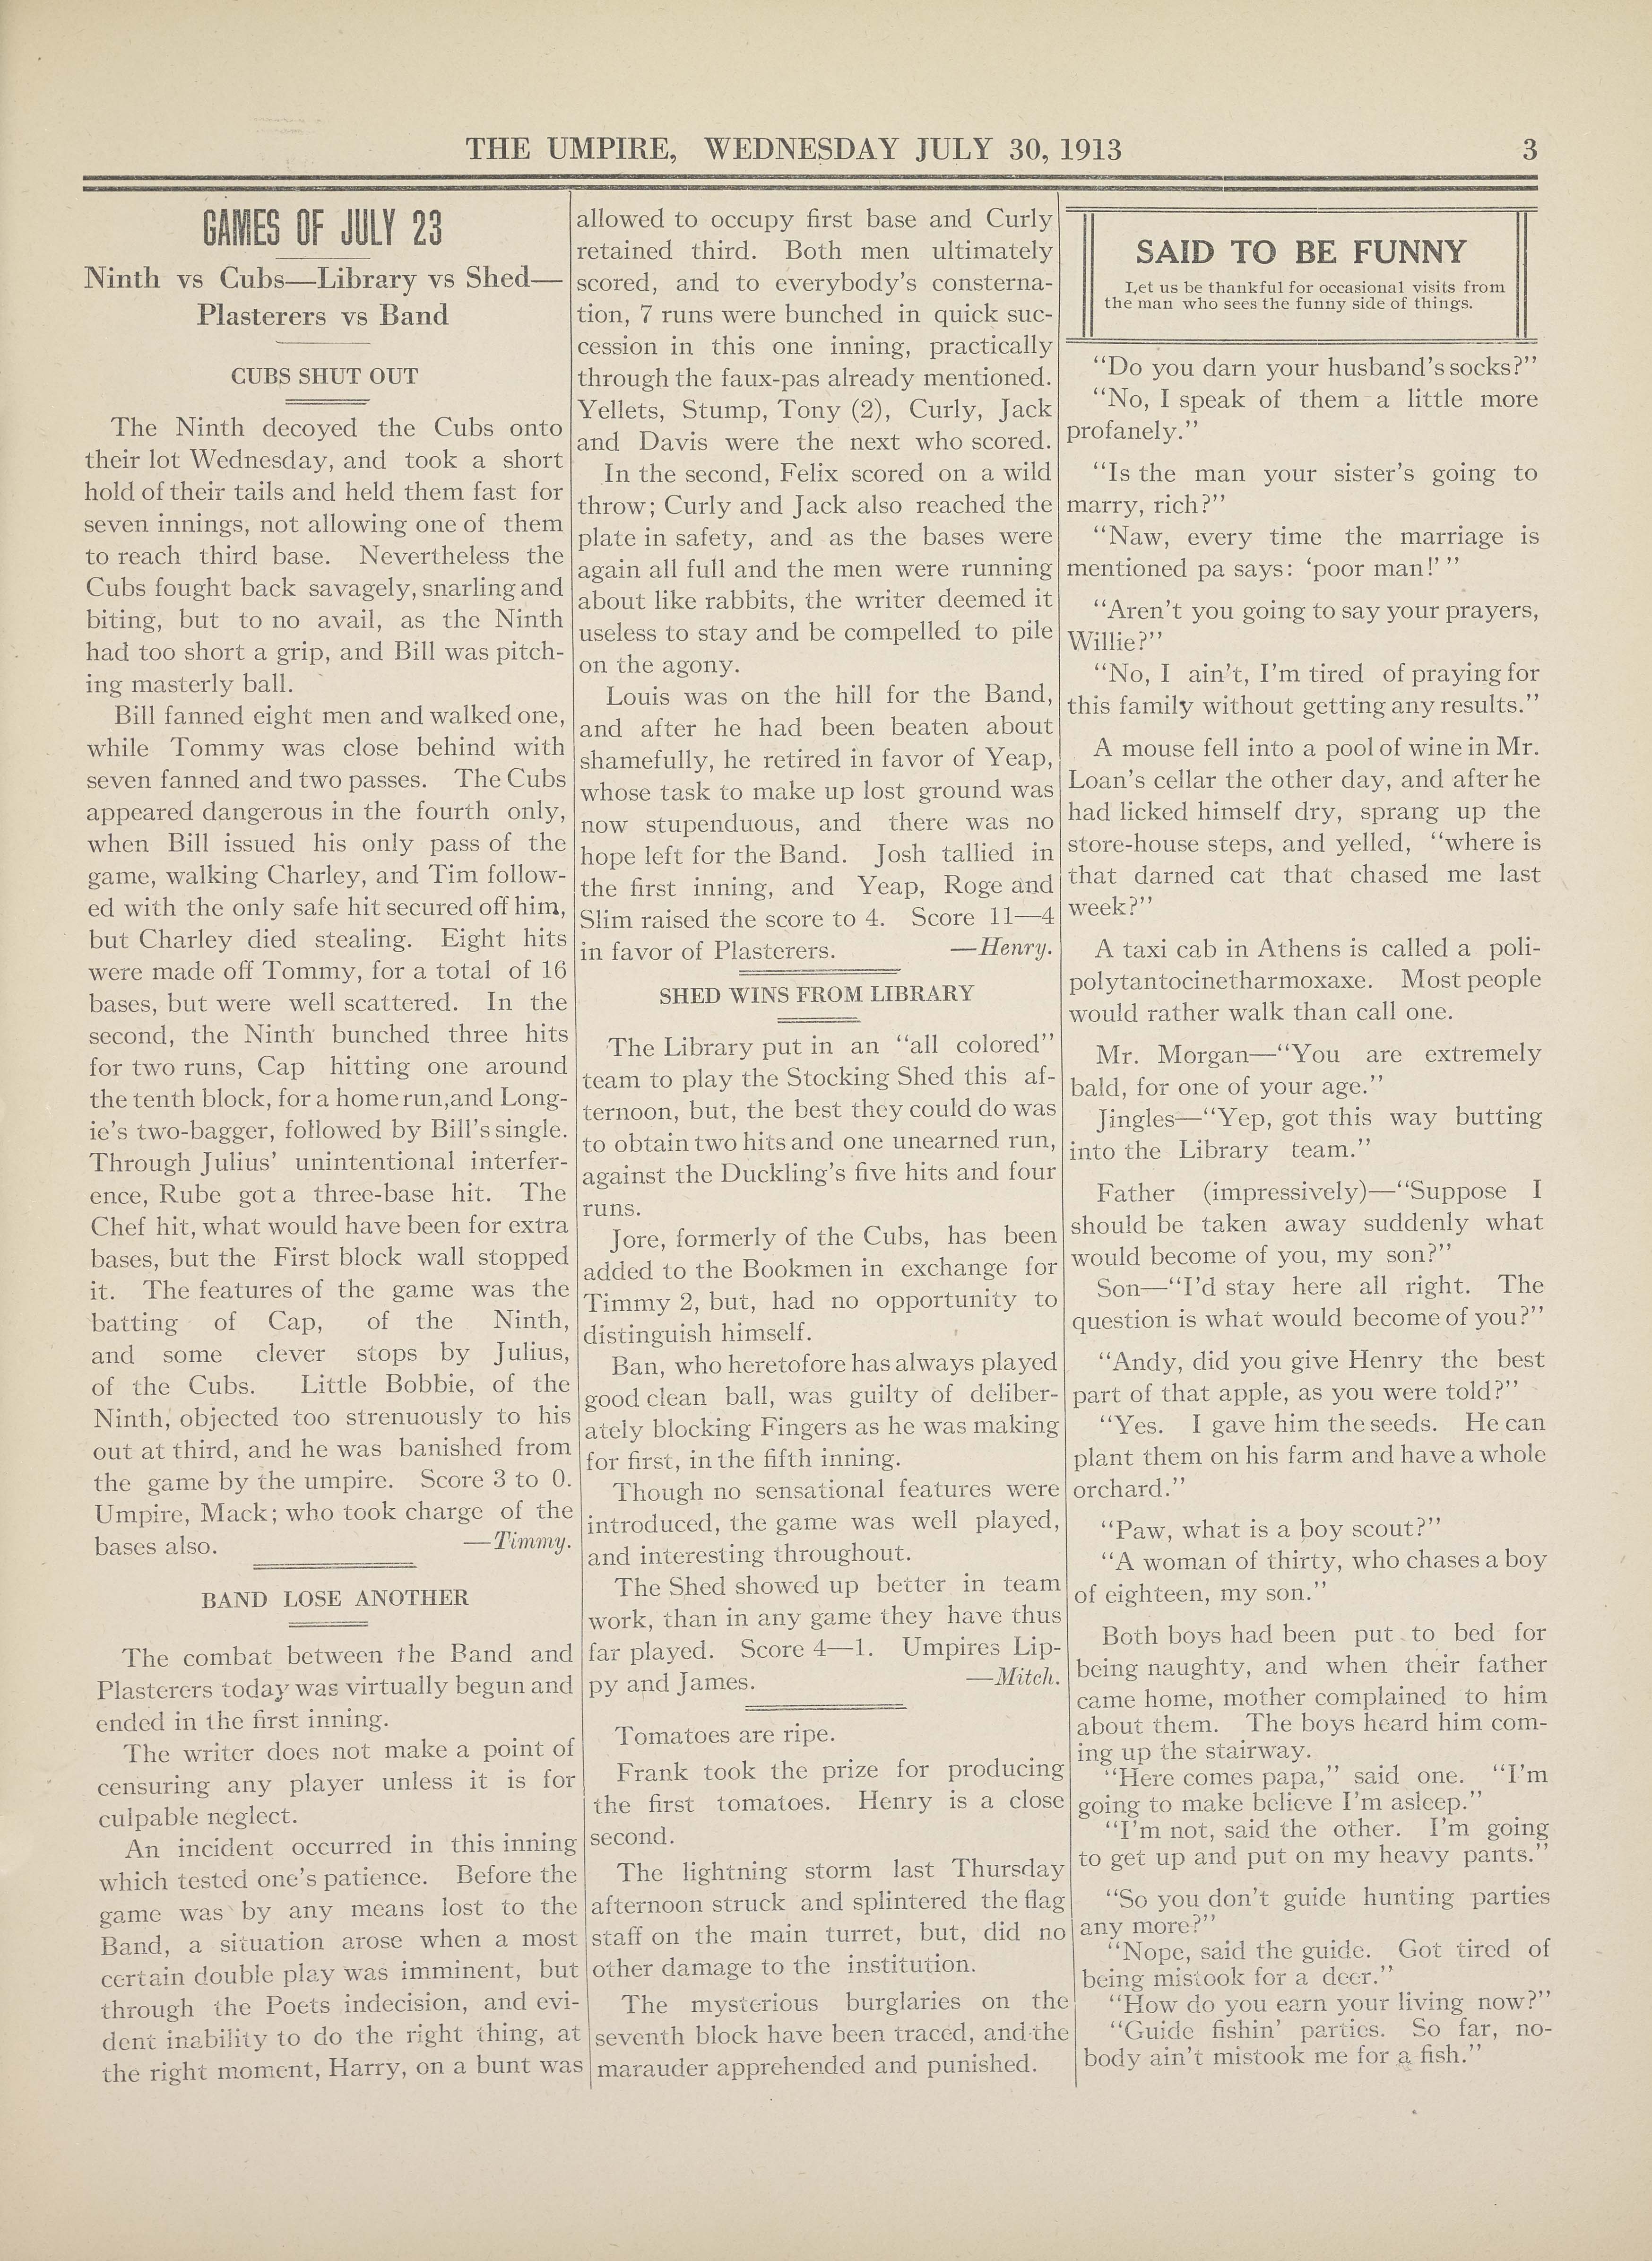 THE UMPIRE, WEDNESDAY JULY 30, 1913
3
GAMES OF JULY 23
Ninth vs Cubs—Library vs Shed—
Plasterers vs Band
CUBS SHUT OUT
The Ninth decoyed the Cubs onto
their lot Wednesday, and took a short
hold of their tails and held them fast for
seven innings, not allowing one of them
to reach third base. Nevertheless the
Cubs fought back savagely, snarling and
biting, but to no avail, as the Ninth
had too short a grip, and Bill was pitch-
ing masterly ball.
Bill fanned eight men and walked one,
while Tommy was close behind with
seven fanned and two passes. The Cubs
appeared dangerous in the fourth only,
when Bill issued his only pass of the
game, walking Charley, and Tim follow-
ed with the only safe hit secured off him,
but Charley died stealing. Eight hits
were made off Tommy, for a total of 16
bases, but were well scattered. In the
second, the Ninth bunched three hits
for two runs, Cap hitting one around
the tenth block, for a home run,and Long-
ie's two-bagger, followed by Bill's single.
Through Julius' unintentional interfer-
ence, Rube got a three-base hit. The
Chef hit, what would have been for extra
bases, but the First block wall stopped
it. The features of the game was the
batting of Cap, of the Ninth,
and some clever stops by Julius,
of the Cubs. Little Bobbie, of the
Ninth, objected too strenuously to his
out at third, and he was banished from
the game by the umpire. Score 3 to 0.
Umpire, Mack; who took charge of the
bases also. —Timmy.
BAND LOSE ANOTHER
The combat between the Band and
Plasterers today was virtually begun and
ended in the first inning.
The writer does not make a point of
censuring any player unless it is for
culpable neglect.
An incident occurred in this inning
which tested one's patience. Before the
game was by any means lost to the
Band, a situation arose when a most
certain double play was imminent, but
through the Poets indecision, and evi-
dent inability to do the right thing, at
the right moment, Harry, on a bunt was
allowed to occupy first base and Curly
retained third. Both men ultimately
scored, and to everybody's consterna-
tion, 7 runs were bunched in quick suc-
cession in this one inning, practically
through the faux-pas already mentioned.
Yellets, Stump, Tony (2), Curly, Jack
and Davis were the next who scored.
In the second, Felix scored on a wild
throw; Curly and Jack also reached the
plate in safety, and as the bases were
again all full and the men were running
about like rabbits, the writer deemed it
useless to stay and be compelled to pile
on the agony.
Louis was on the hill for the Band,
and after he had been beaten about
shamefully, he retired in favor of Yeap,
whose task to make up lost ground was
now stupenduous, and there was no
hope left for the Band. Josh tallied in
the first inning, and Yeap, Roge and
Slim raised the score to 4. Score 11—4
in favor of Plasterers. —Henry.
SHED WINS FROM LIBRARY
The Library put in an "all colored"
team to play the Stocking Shed this af-
ternoon, but, the best they could do was
to obtain two hits and one unearned run,
against the Duckling's five hits and four
runs.
Jore, formerly of the Cubs, has been
added to the Bookmen in exchange for
Timmy 2, but, had no opportunity to
distinguish himself.
Ban, who heretofore has always played
good clean ball, was guilty of deliber-
ately blocking Fingers as he was making
for first, in the fifth inning.
Though no sensational features were
introduced, the game was well played,
and interesting throughout.
The Shed showed up better in team
work, than in any game they have thus
far played. Score 4—1. Umpires Lip-
py and James. —Mitch.
Tomatoes are ripe.
Frank took the prize for producing
the first tomatoes. Henry is a close
second.
The lightning storm last Thursday
afternoon struck and splintered the flag
staff on the main turret, but, did no
other damage to the institution.
The mysterious burglaries on the
seventh block have been traced, and the
marauder apprehended and punished.
SAID TO BE FUNNY
Let us be thankful for occasional visits from
the man who sees the funny side of things.
"Do you darn your husband's socks?"
"No, I speak of them a little more
profanely."
"Is the man your sister's going to
marry, rich?"
"Naw, every time the marriage is
mentioned pa says: 'poor man!' "
"Aren't you going to say your prayers,
Willie?"
"No, I ain't, I'm tired of praying for
this family without getting any results."
A mouse fell into a pool of wine in Mr.
Loan's cellar the other day, and after he
had licked himself dry, sprang up the
store-house steps, and yelled, "where is
that darned cat that chased me last
week?"
A taxi cab in Athens is called a poli-
polytantocinetharmoxaxe. Most people
would rather walk than call one.
Mr. Morgan—"You are extremely
bald, for one of your age."
Jingles—"Yep, got this way butting
into the Library team."
Father (impressively)—"Suppose I
should be taken away suddenly what
would become of you, my son?"
Son—"I'd stay here all right. The
question is what would become of you?"
"Andy, did you give Henry the best
part of that apple, as you were told?"
"Yes. I gave him the seeds. He can
plant them on his farm and have a whole
orchard."
"Paw, what is a boy scout?"
"A woman of thirty, who chases a boy
of eighteen, my son."
Both boys had been put to bed for
being naughty, and when their father
came home, mother complained to him
about them. The boys heard him com-
ing up the stairway.
"Here comes papa," said one. "I'm
going to make believe I'm asleep."
"I'm not, said the other. I'm going
to get up and put on my heavy pants."
"So you don't guide hunting parties
any more?"
"Nope, said the guide. Got tired of
being mistook for a deer."
"How do you earn your living now?"
"Guide fishin' parties. So far, no-
body ain't mistook me for a fish."